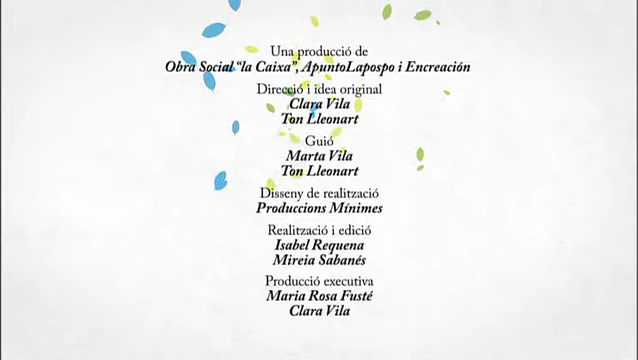 Una producció de
Obra Social “la Caixa”, ApuntoLapospo i Encreación
Direcció i idea original
Clara Vila
Ton Lleonart
Guió
Marta Vila
Ton Lleonart
Disseny de realització
Produccions Mínimes
Realització i edició
Isabel Requena
Mireia Sabanés
Producció executiva
Maria Rosa Fusté
Clara Vila